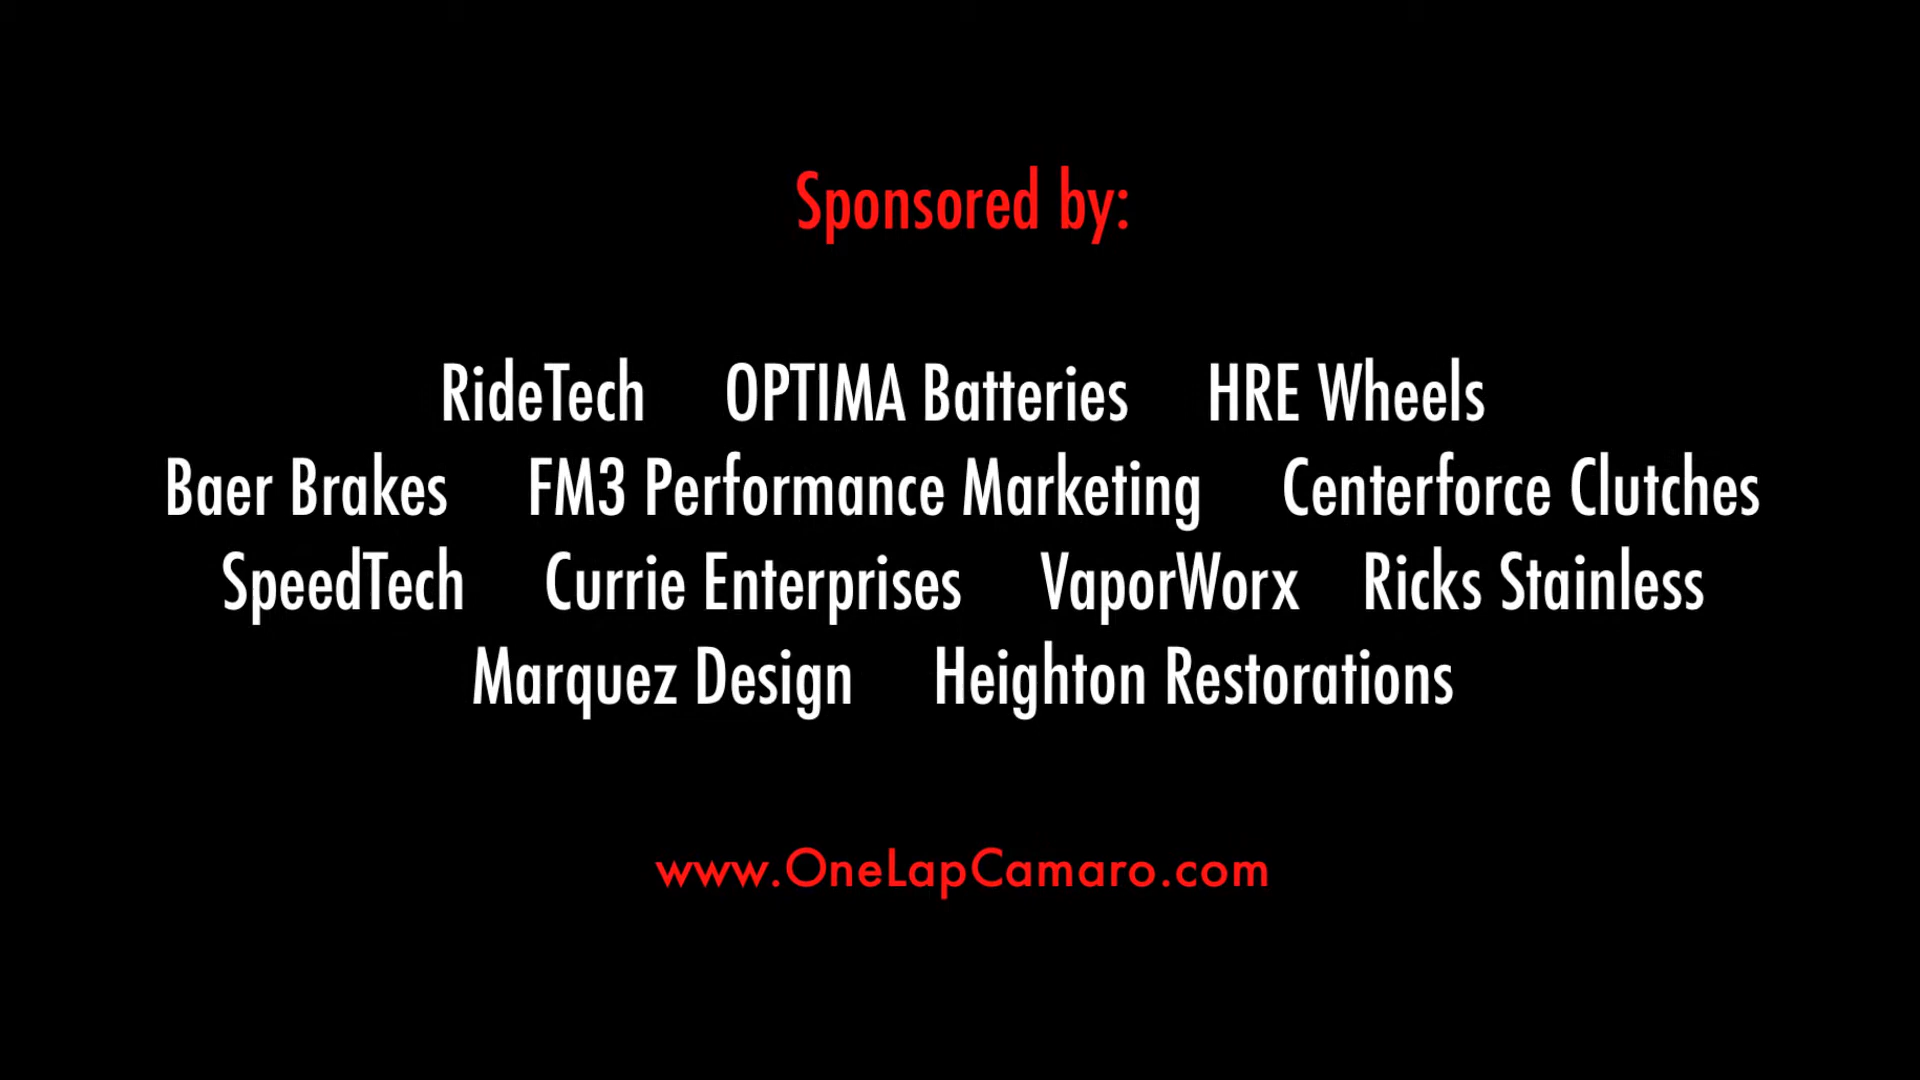 Sponsored by:
RideTech OPTIMA Batteries HRE Wheels
Baer Brakes FM3 Performance Marketing Centerforce Clutches
SpeedTech Currie Enterprises VaporWorx Ricks Stainless
Marquez Design Heighton Restorations
www.OneLapCamaro.com